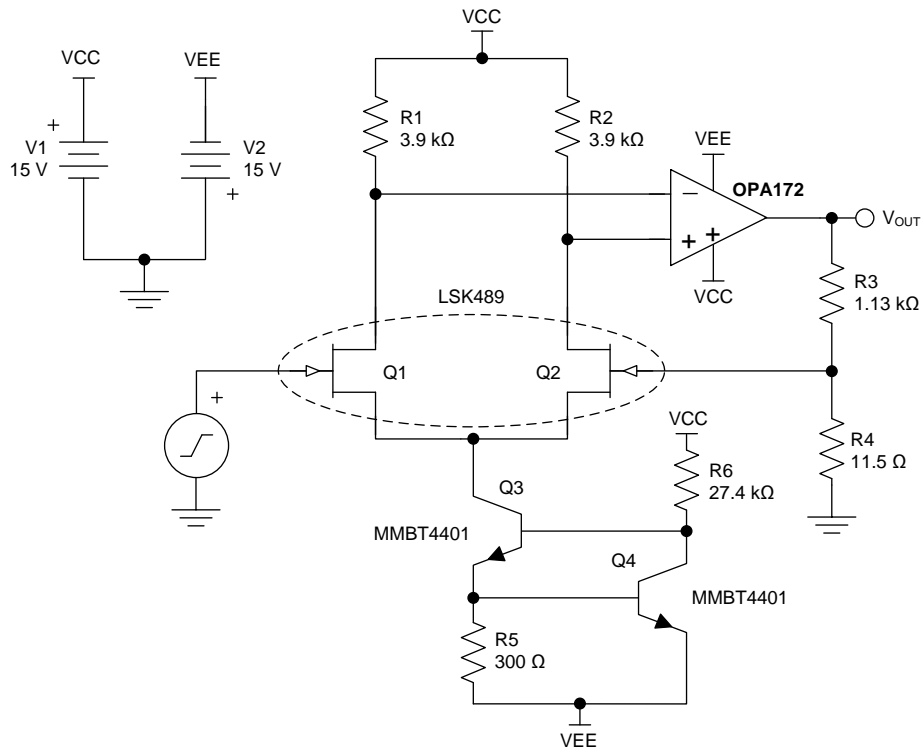 VCC
VCC
VEE
R1
3.9 kΩ
R2
3.9 kΩ
+
V1
15 V
V2
15 V
+
VEE
OPA172
−
+
+
VOUT
VCC
R3
1.13 kΩ
LSK489
Q1
Q2
+
VCC
R4
11.5 Ω
R6
27.4 kΩ
Q3
MMBT4401
Q4
MMBT4401
R5
300 Ω
VEE